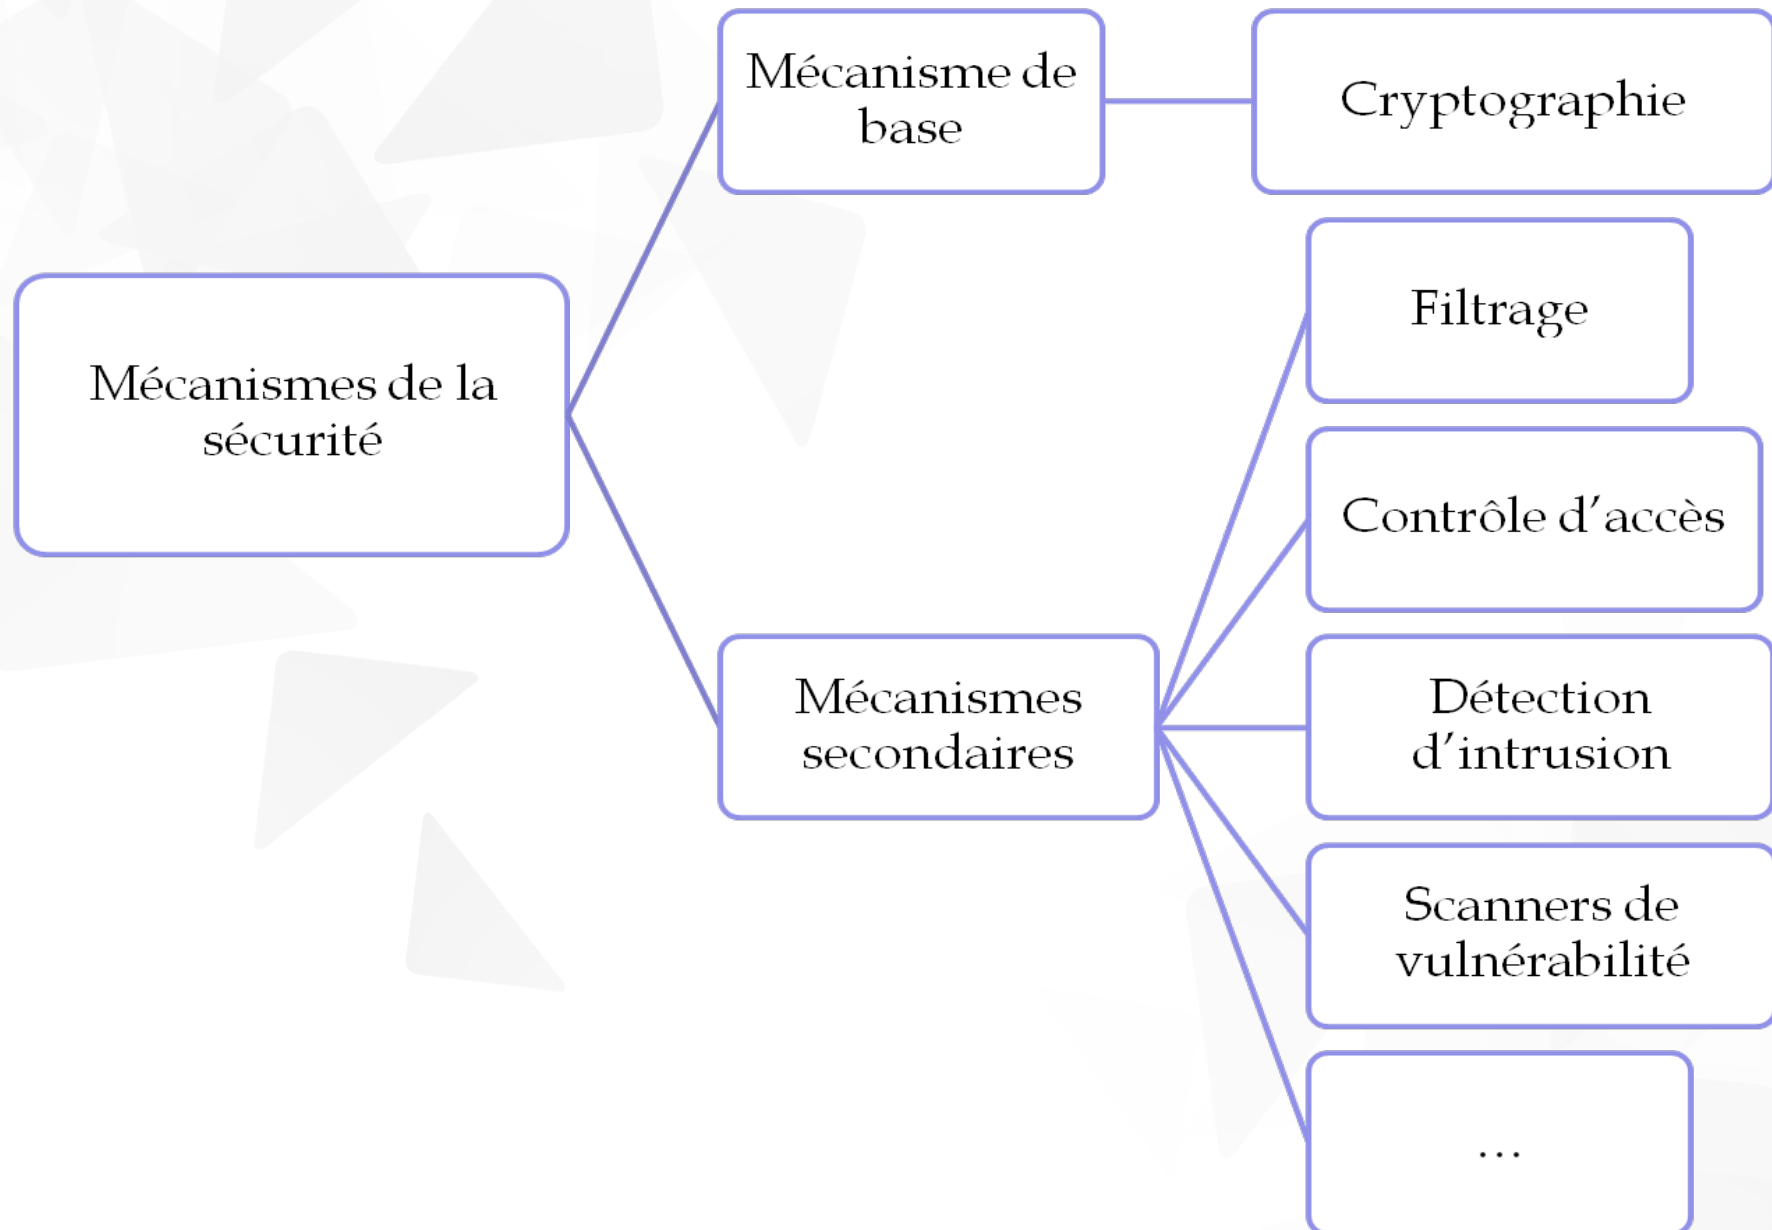 Mécanisme de
base
Cryptographie
Filtrage
Mécanismes de la
sécurité
Contrôle d’accès
Mécanismes
secondaires
Détection
d’intrusion
Scanners de
vulnérabilité
…